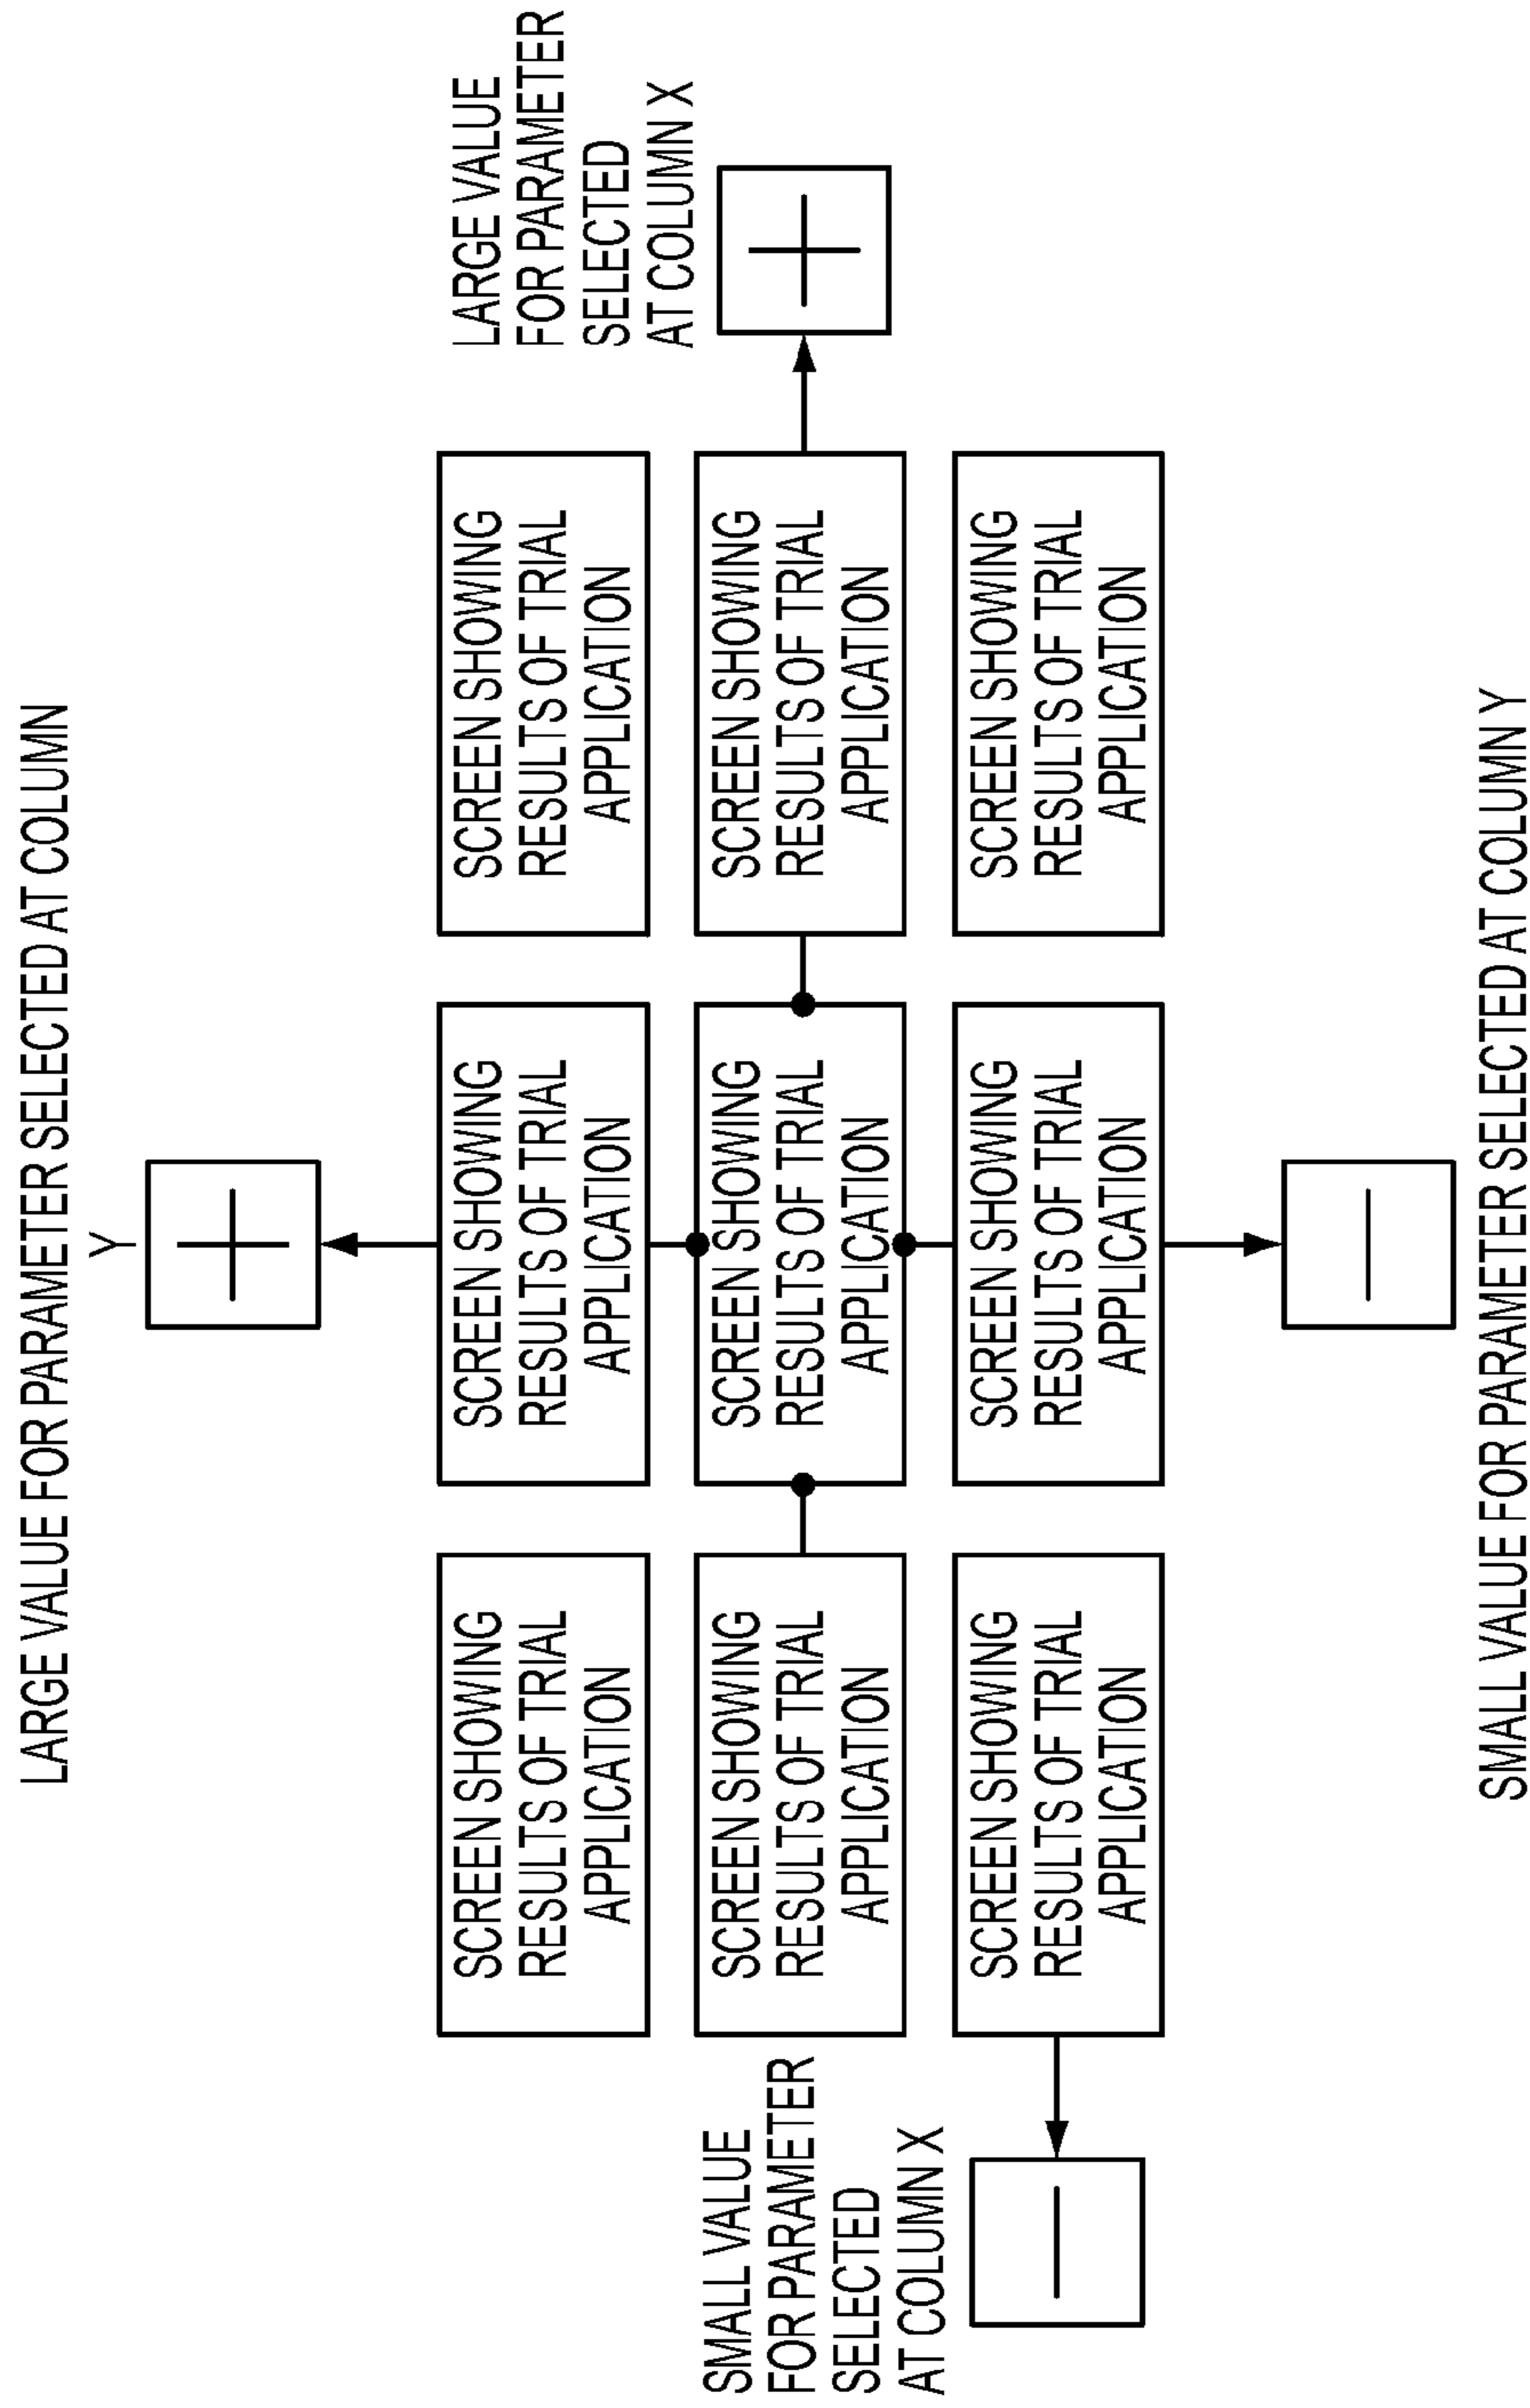 LARGE VALUE FOR PARAMETER SELECTED AT COLUMN
Y
+
SCREEN SHOWING
RESULTS OF TRIAL
APPLICATION
SCREEN SHOWING
RESULTS OF TRIAL
APPLICATION
SCREEN SHOWING
RESULTS OF TRIAL
APPLICATION
LARGE VALUE
FOR PARAMETER
SELECTED
AT COLUMN X
+
SMALL VALUE
FOR PARAMETER
SELECTED
AT COLUMN X
SCREEN SHOWING
RESULTS OF TRIAL
APPLICATION
SCREEN SHOWING
RESULTS OF TRIAL
APPLICATION
SCREEN SHOWING
RESULTS OF TRIAL
APPLICATION
−
SCREEN SHOWING
RESULTS OF TRIAL
APPLICATION
SCREEN SHOWING
RESULTS OF TRIAL
APPLICATION
SCREEN SHOWING
RESULTS OF TRIAL
APPLICATION
−
SMALL VALUE FOR PARAMETER SELECTED AT COLUMN Y